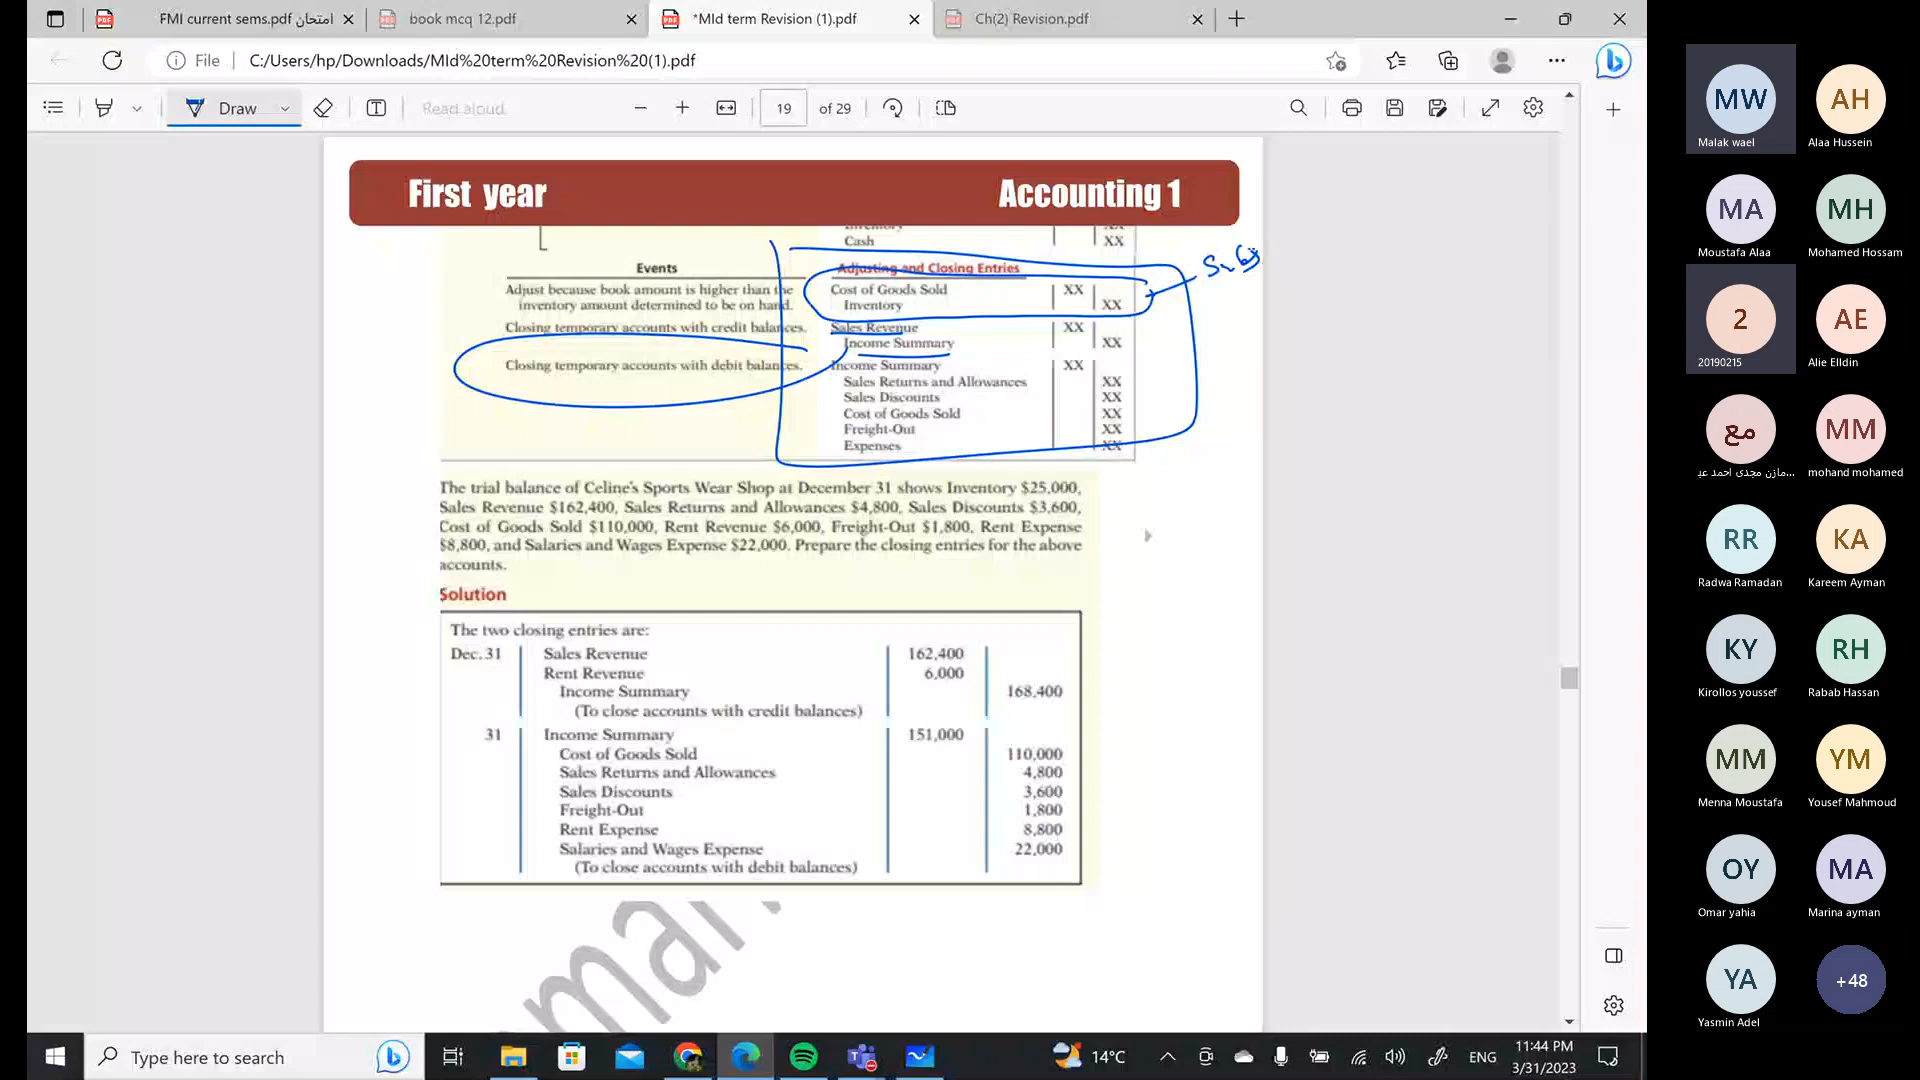 FMI current sems.pdf امتحان
book mcq 12.pdf
*MId term Revision (1).pdf
Ch(2) Revision.pdf
File
C:/Users/hp/Downloads/MId%20term%20Revision%20(1).pdf
Draw
Read aloud
19
of 29
First year
Accounting 1
Inventory XX
Cash XX
Events
Adjusting and Closing Entries
Adjust because book amount is higher than the
inventory amount determined to be on hand.
Cost of Goods Sold XX
Inventory XX
Closing temporary accounts with credit balances.
Sales Revenue XX
Income Summary XX
Closing temporary accounts with debit balances.
Income Summary XX
Sales Returns and Allowances XX
Sales Discounts XX
Cost of Goods Sold XX
Freight-Out XX
Expenses XX
The trial balance of Celine's Sports Wear Shop at December 31 shows Inventory $25,000,
Sales Revenue $162,400, Sales Returns and Allowances $4,800, Sales Discounts $3,600,
Cost of Goods Sold $110,000, Rent Revenue $6,000, Freight-Out $1,800, Rent Expense
$8,800, and Salaries and Wages Expense $22,000. Prepare the closing entries for the above
accounts.
Solution
The two closing entries are:
Dec. 31 Sales Revenue 162,400
Rent Revenue 6,000
Income Summary 168,400
(To close accounts with credit balances)
31 Income Summary 151,000
Cost of Goods Sold 110,000
Sales Returns and Allowances 4,800
Sales Discounts 3,600
Freight-Out 1,800
Rent Expense 8,800
Salaries and Wages Expense 22,000
(To close accounts with debit balances)
MW
Malak wael
AH
Alaa Hussein
MA
Moustafa Alaa
MH
Mohamed Hossam
2
20190215
AE
Alie Elldin
مع
مازن مجدى احمد عبـ...
MM
mohand mohamed
RR
Radwa Ramadan
KA
Kareem Ayman
KY
Kirollos youssef
RH
Rabab Hassan
MM
Menna Moustafa
YM
Yousef Mahmoud
OY
Omar yahia
MA
Marina ayman
YA
Yasmin Adel
+48
Type here to search
14°C
ENG
11:44 PM
3/31/2023